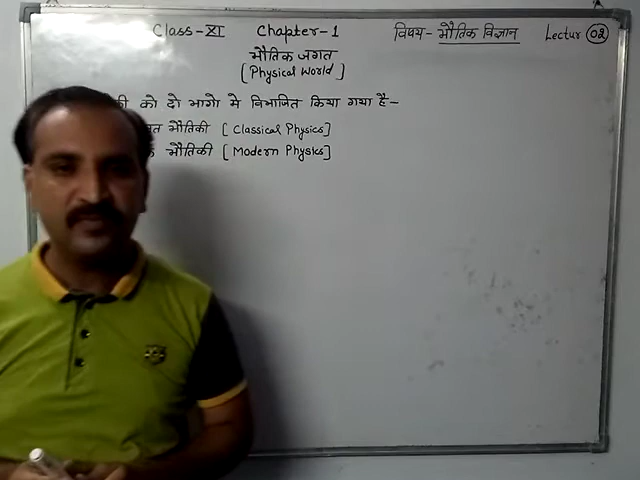 Class-XI Chapter-1 विषय- भौतिक विज्ञान Lectur 02
भौतिक जगत
[Physical World]
को दो भागो मे विभाजित किया गया है-
भौतिकी [Classical Physics]
भौतिकी [Modern Physics]